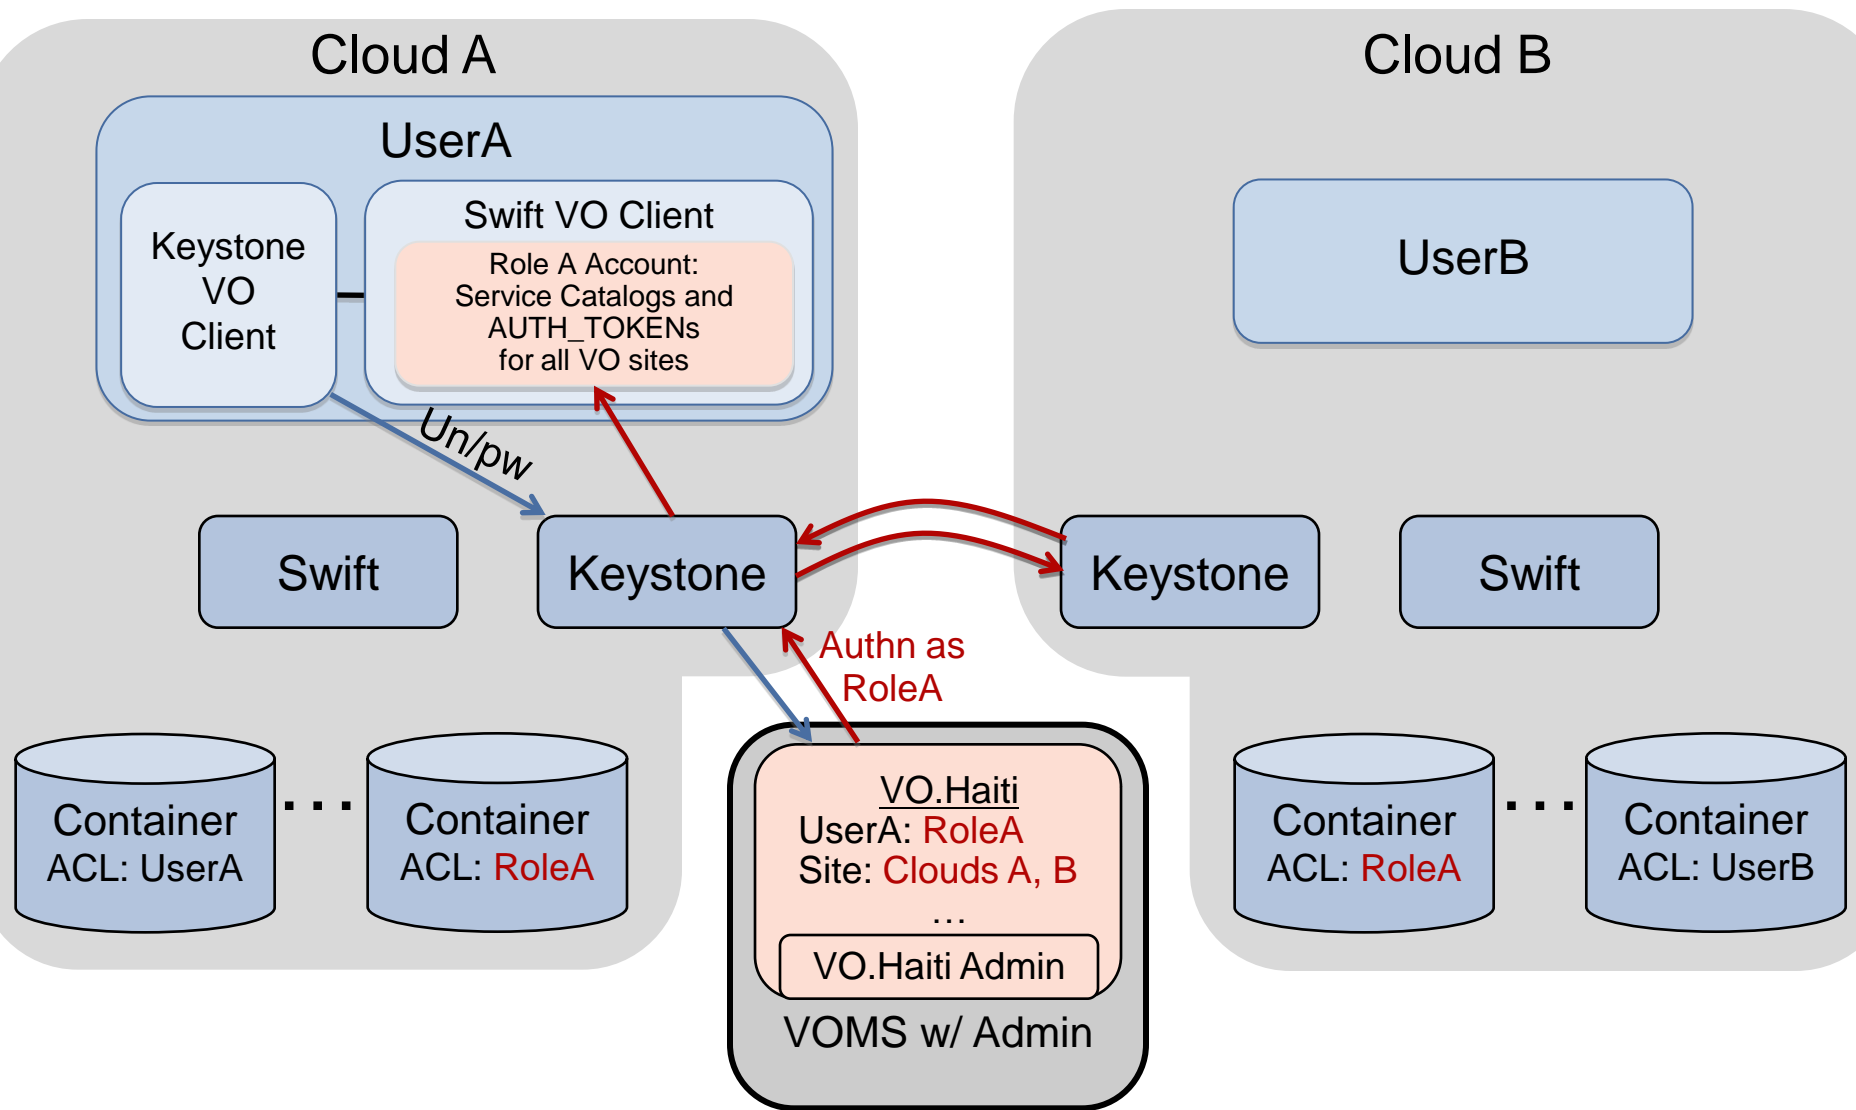 Cloud A
Cloud B
UserA
Keystone
VO
Client
Swift VO Client
Role A Account:
Service Catalogs and
AUTH_TOKENs
for all VO sites
UserB
Un/pw
Swift
Keystone
Keystone
Swift
Authn as
RoleA
Container
ACL: UserA
...
Container
ACL: RoleA
VO.Haiti
UserA: RoleA
Site: Clouds A, B
...
VO.Haiti Admin
VOMS w/ Admin
Container
ACL: RoleA
...
Container
ACL: UserB